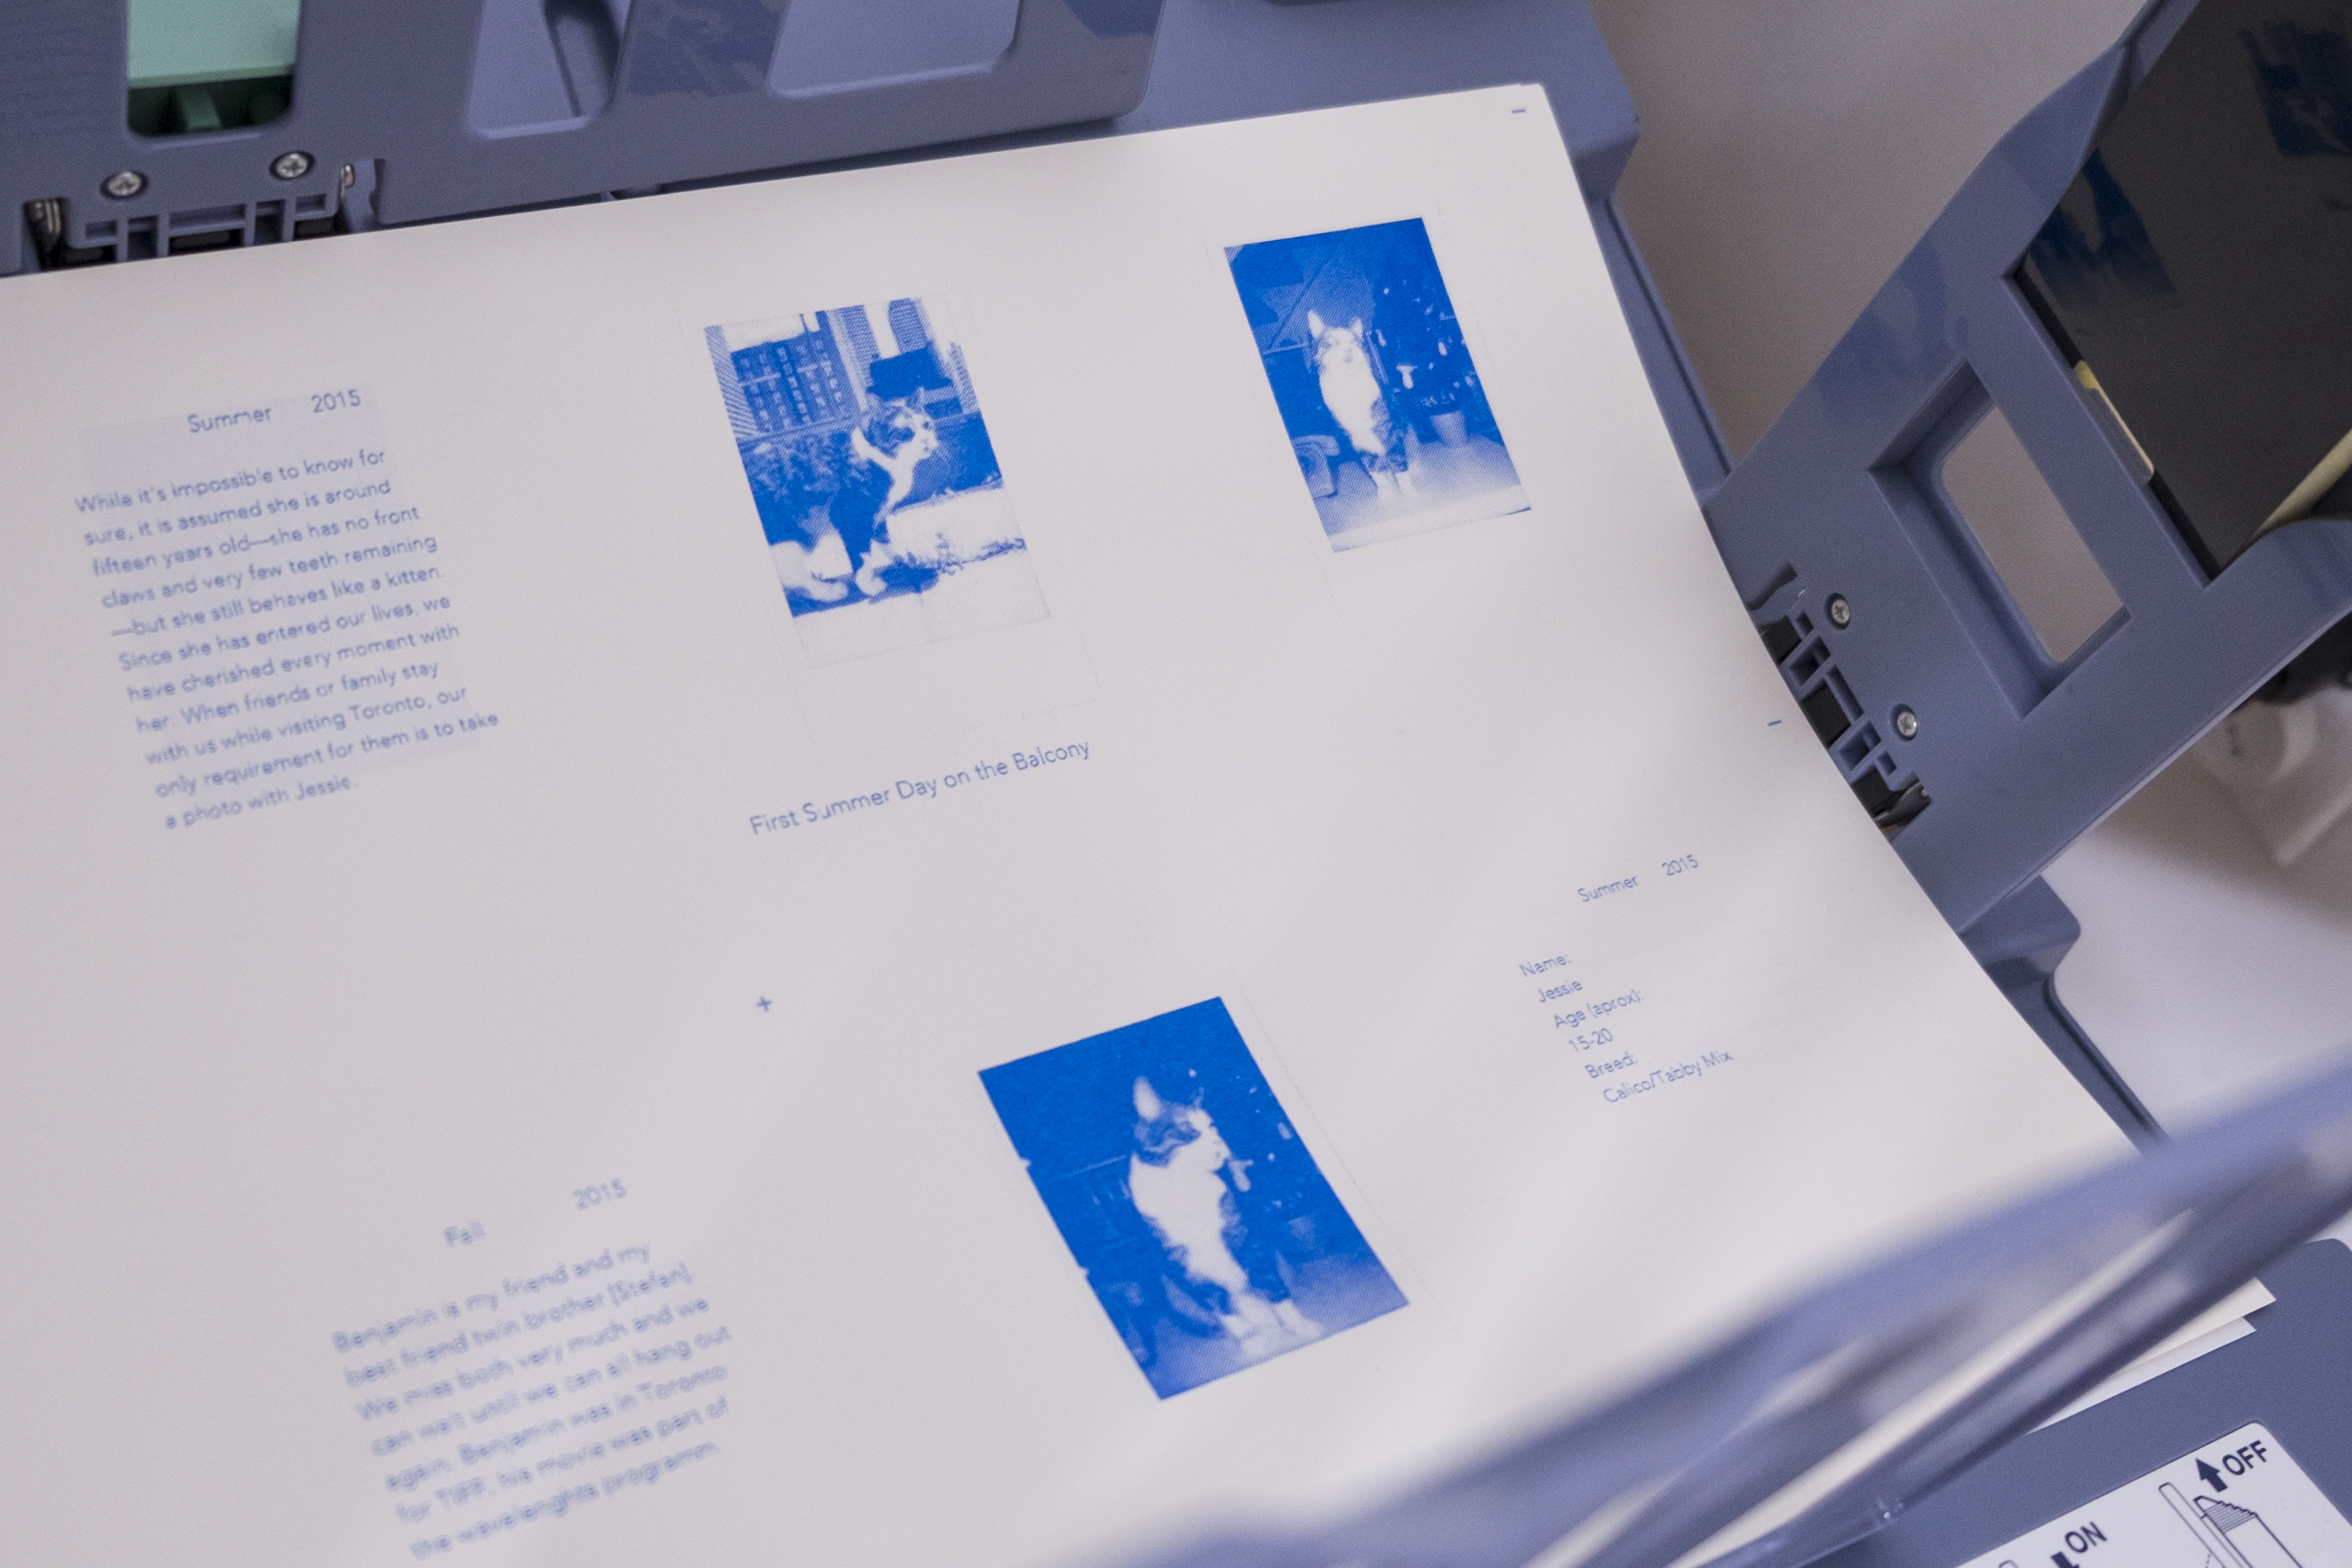 Summer 2015
While it's impossible to know for
sure, it is assumed she is around
fifteen years old—she has no front
claws and very few teeth remaining
—but she still behaves like a kitten.
Since she has entered our lives, we
have cherished every moment with
her. When friends or family stay
with us while visiting Toronto, our
only requirement for them is to take
a photo with Jessie.
First Summer Day on the Balcony
Summer 2015
Name:
Jessie
Age (aprox):
15-20
Breed:
Calico/Tabby Mix
Fall 2015
Benjamin is my friend and my
best friend twin brother [Stefan].
We miss both very much and we
can wait until we can all hang out
again. Benjamin was in Toronto
for TIFF, his movie was part of
the wavelenghts programm.
OFF
ON